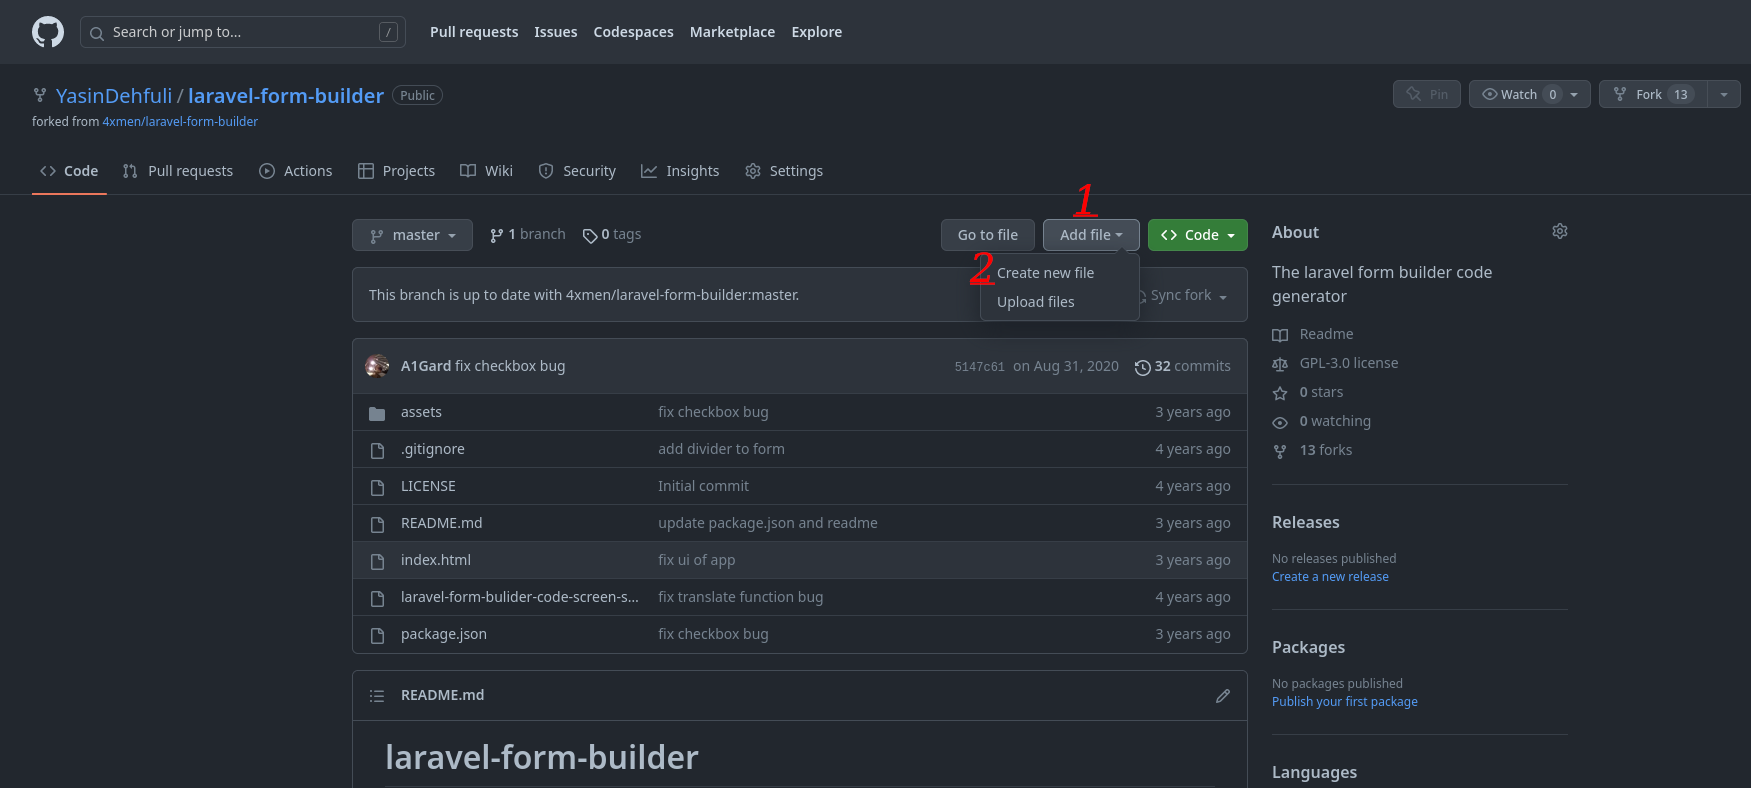 Search or jump to... /
Pull requests Issues Codespaces Marketplace Explore
YasinDehfuli / laravel-form-builder Public
Pin Watch 0 Fork 13
forked from 4xmen/laravel-form-builder
Code Pull requests Actions Projects Wiki Security Insights Settings
1
master 1 branch 0 tags Go to file Add file Code
2
Create new file
Upload files
This branch is up to date with 4xmen/laravel-form-builder:master. Sync fork
A1Gard fix checkbox bug 5147c61 on Aug 31, 2020 32 commits
assets fix checkbox bug 3 years ago
.gitignore add divider to form 4 years ago
LICENSE Initial commit 4 years ago
README.md update package.json and readme 3 years ago
index.html fix ui of app 3 years ago
laravel-form-bulider-code-screen-s... fix translate function bug 4 years ago
package.json fix checkbox bug 3 years ago
README.md
laravel-form-builder
About
The laravel form builder code
generator
Readme
GPL-3.0 license
0 stars
0 watching
13 forks
Releases
No releases published
Create a new release
Packages
No packages published
Publish your first package
Languages